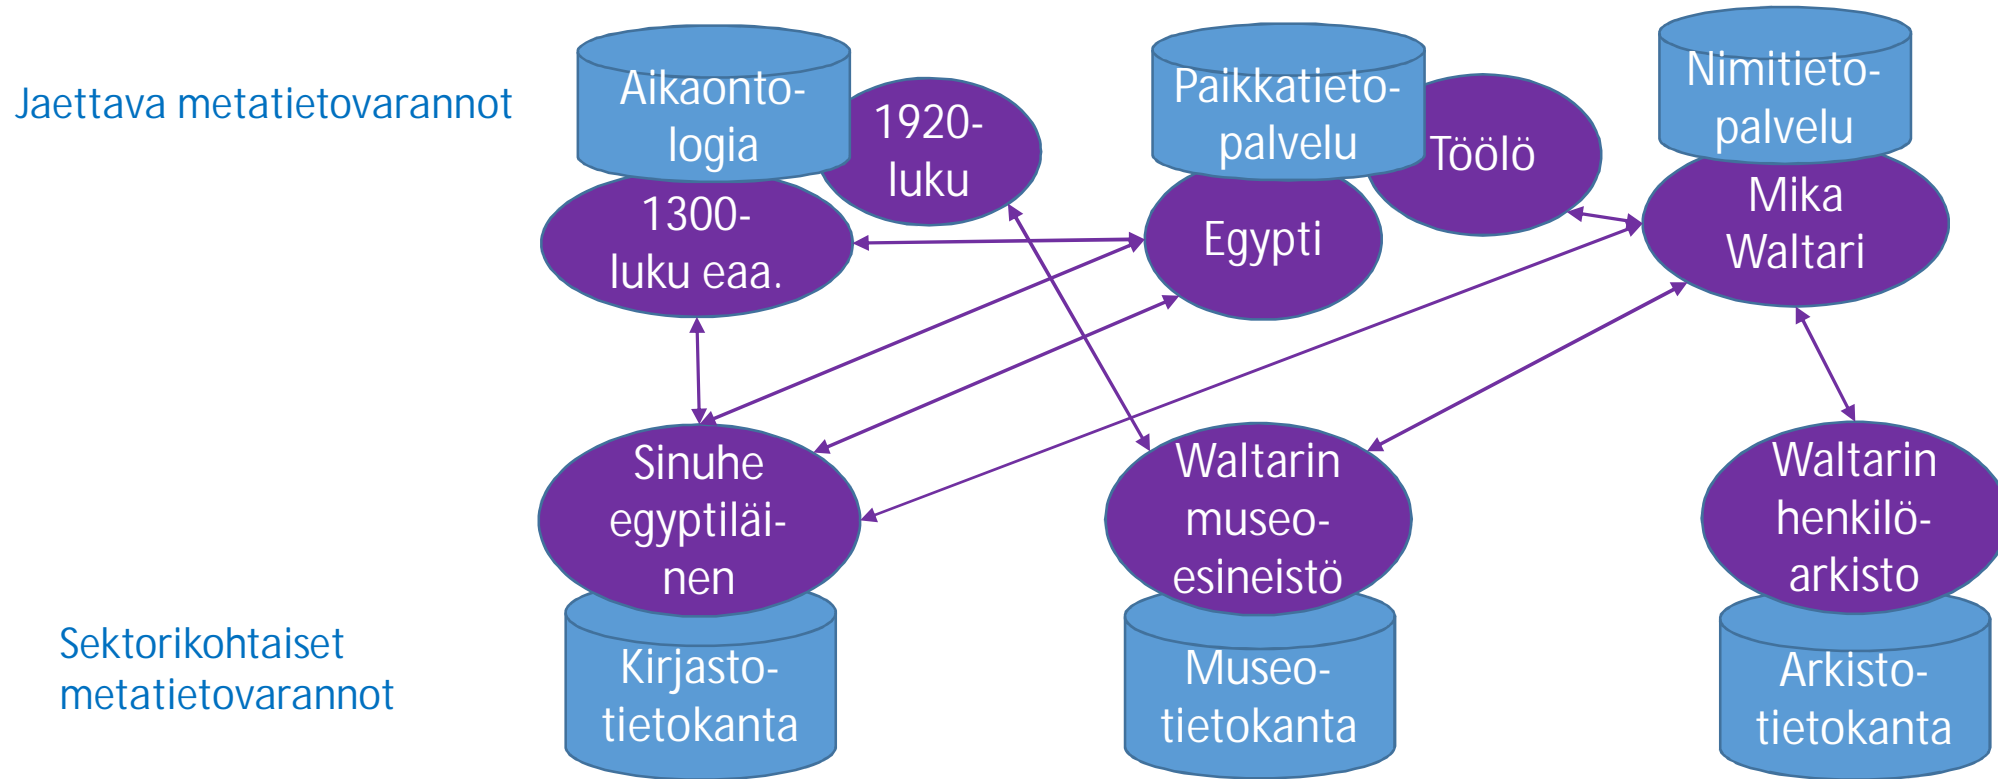 Jaettava metatietovarannot
Aikaonto-
logia
1920-
luku
1300-
luku eaa.
Paikkatieto-
palvelu
Töölö
Egypti
Nimitieto-
palvelu
Mika
Waltari
Sinuhe
egyptiläi-
nen
Waltarin
museo-
esineistö
Waltarin
henkilö-
arkisto
Sektorikohtaiset
metatietovarannot
Kirjasto-
tietokanta
Museo-
tietokanta
Arkisto-
tietokanta